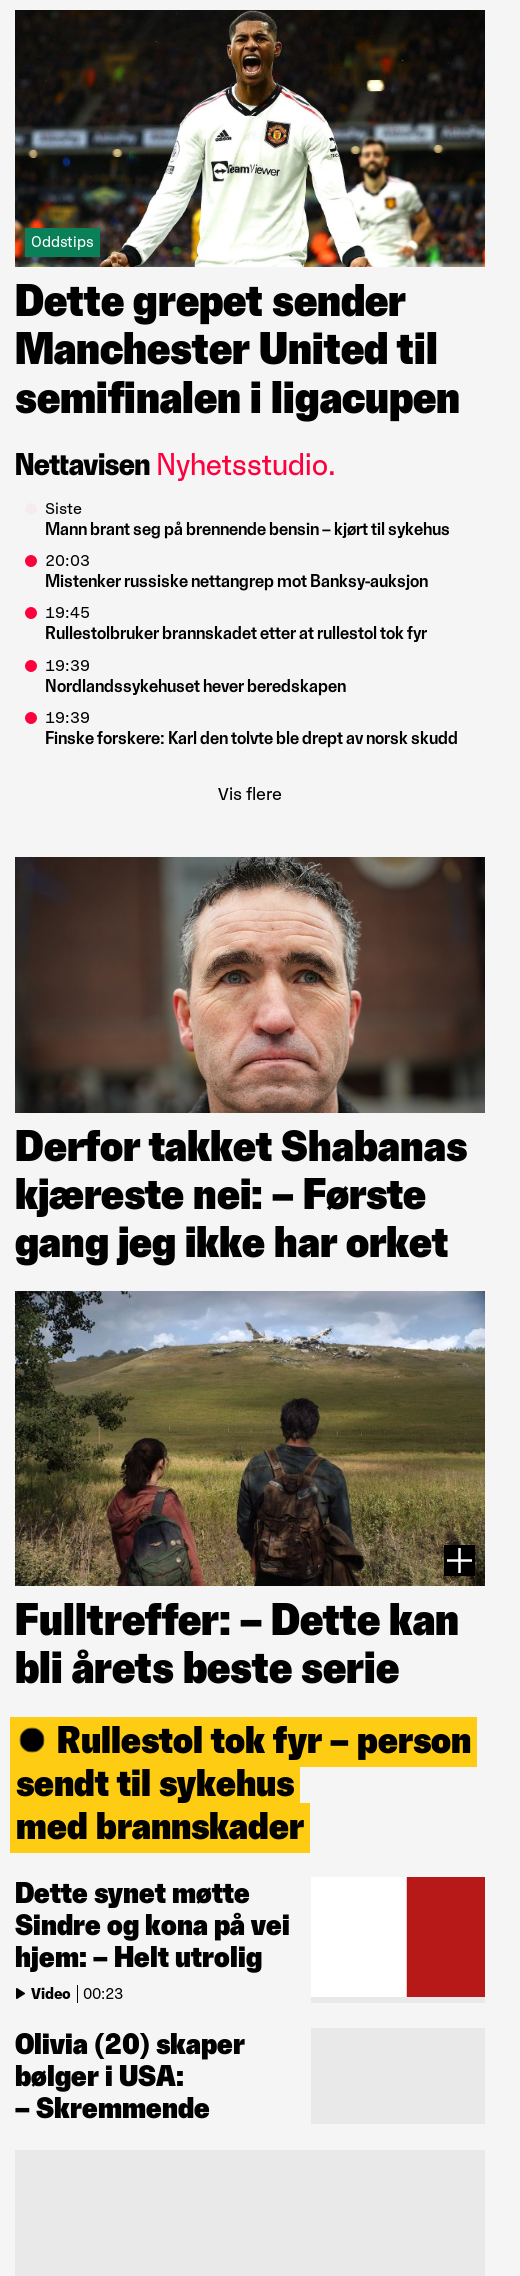 TeamViewer
Oddstips
Dette grepet sender
Manchester United til
semifinalen i ligacupen
Nettavisen Nyhetsstudio.
Siste
Mann brant seg på brennende bensin – kjørt til sykehus
20:03
Mistenker russiske nettangrep mot Banksy-auksjon
19:45
Rullestolbruker brannskadet etter at rullestol tok fyr
19:39
Nordlandssykehuset hever beredskapen
19:39
Finske forskere: Karl den tolvte ble drept av norsk skudd
Vis flere
Derfor takket Shabanas
kjæreste nei: – Første
gang jeg ikke har orket
Fulltreffer: – Dette kan
bli årets beste serie
Rullestol tok fyr – person
sendt til sykehus
med brannskader
Dette synet møtte
Sindre og kona på vei
hjem: – Helt utrolig
Video | 00:23
Olivia (20) skaper
bølger i USA:
– Skremmende